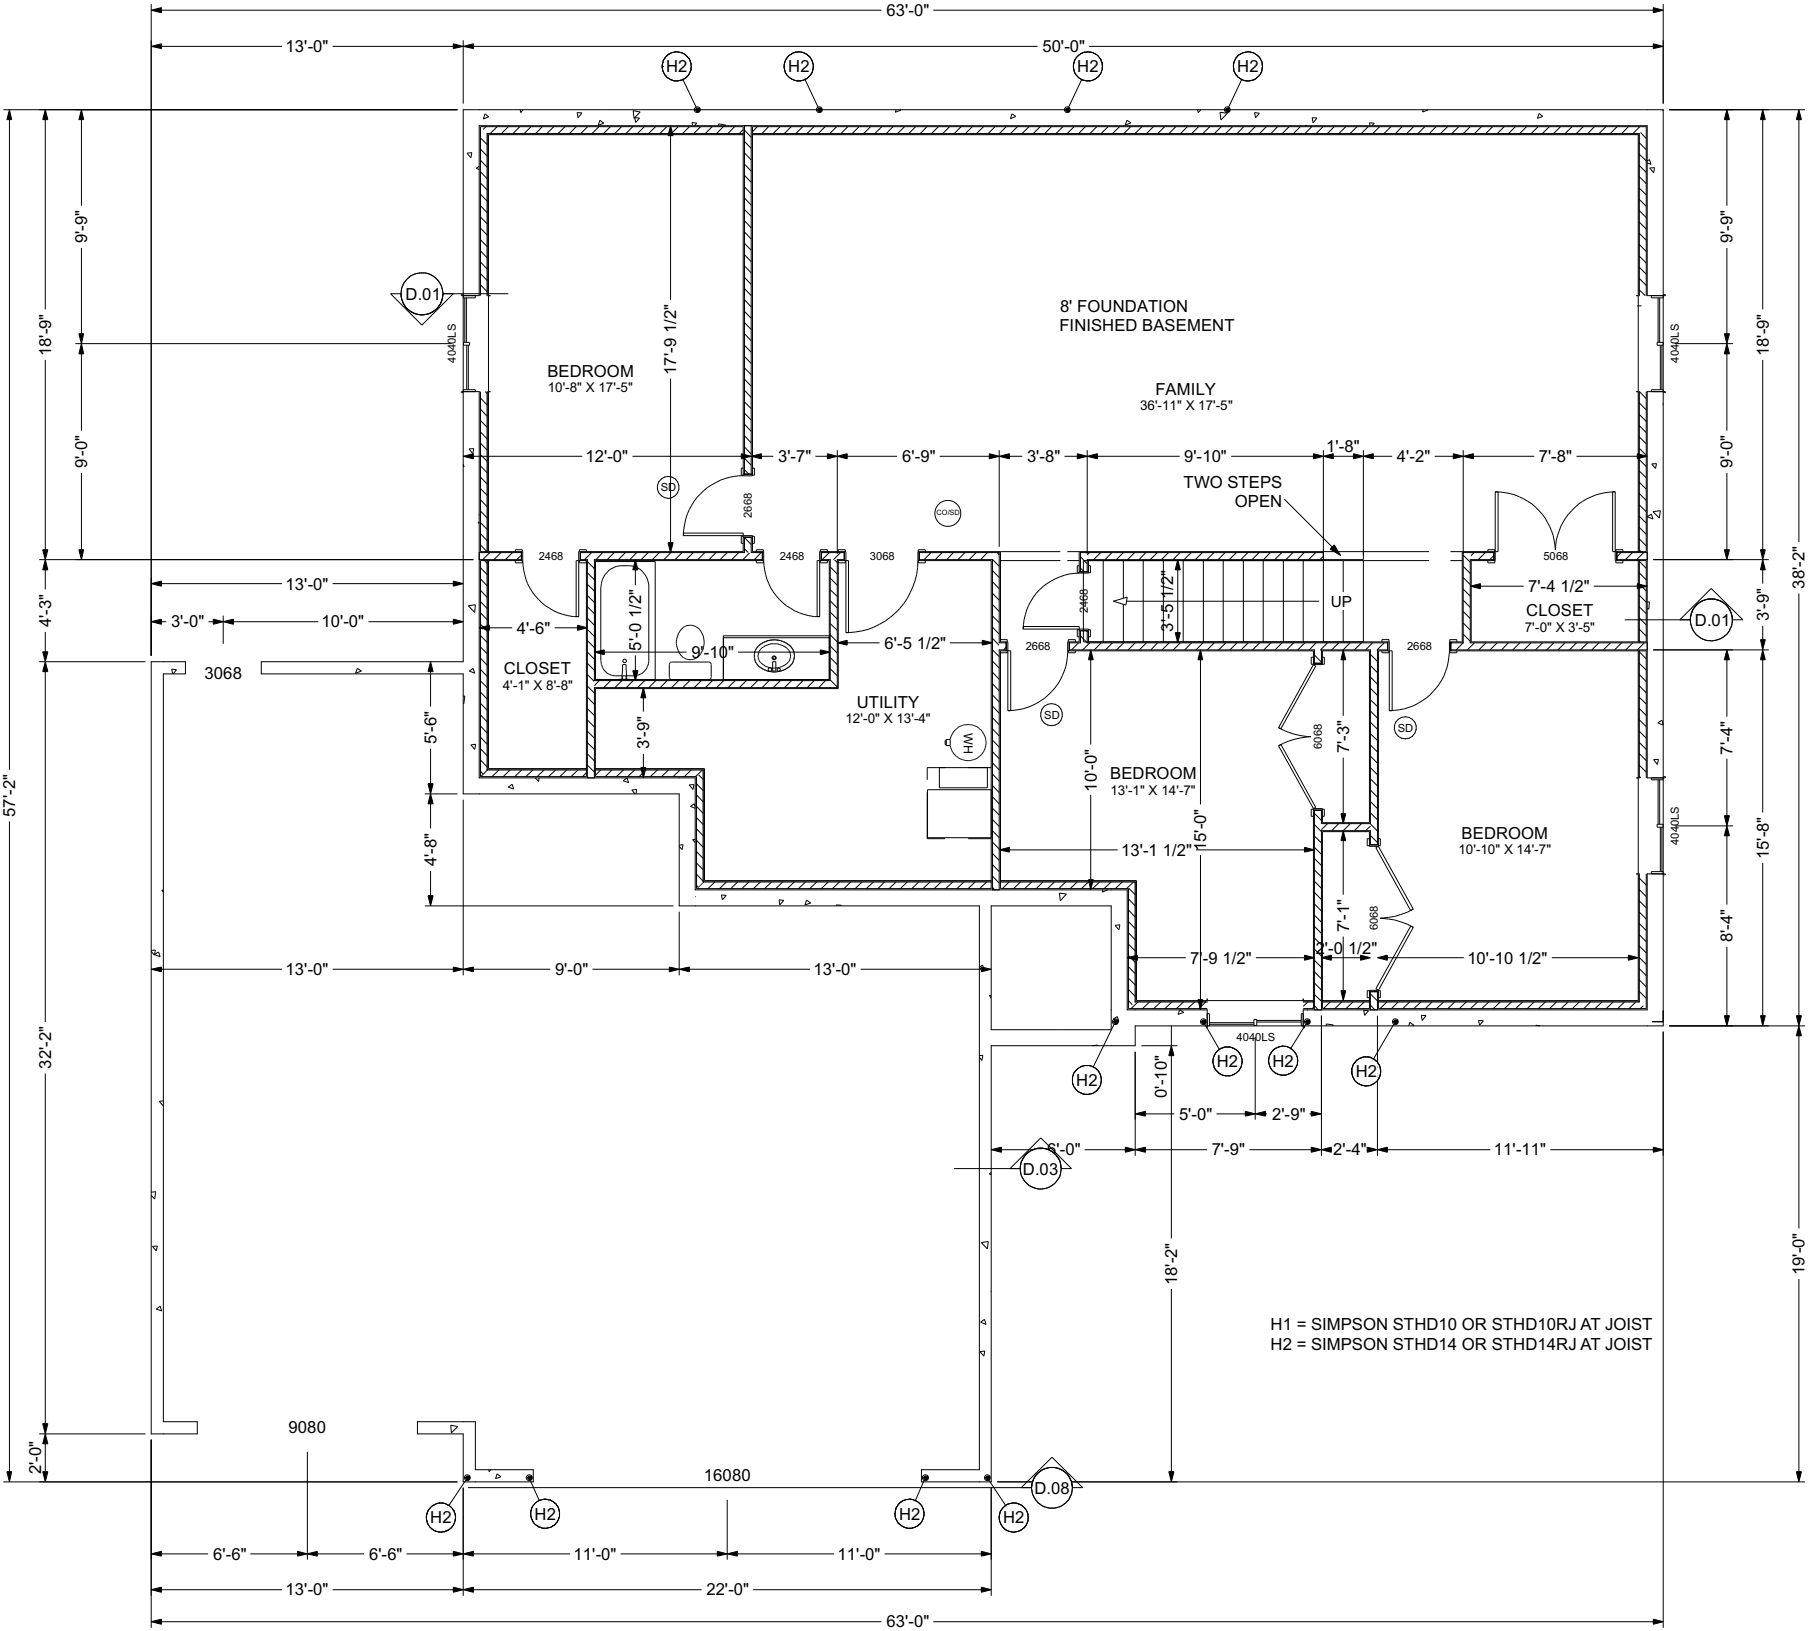 63'-0"
13'-0"
50'-0"
H2
H2
H2
H2
9'-9"
18'-9"
9'-0"
57'-2"
4'-3"
32'-2"
2'-0"
D.01
4040LS
BEDROOM
10'-8" X 17'-5"
17'-9 1/2"
8' FOUNDATION
FINISHED BASEMENT
FAMILY
36'-11" X 17'-5"
4040LS
9'-9"
18'-9"
9'-0"
38'-2"
12'-0"
3'-7"
6'-9"
3'-8"
9'-10"
1'-8"
4'-2"
7'-8"
SD
2668
CO/SD
TWO STEPS
OPEN
2468
2468
3068
5068
13'-0"
3'-0"
10'-0"
3068
4'-6"
CLOSET
4'-1" X 8'-8"
5'-0 1/2"
9'-10"
6'-5 1/2"
2468
3'-5 1/2"
UP
7'-4 1/2"
CLOSET
7'-0" X 3'-5"
D.01
3'-9"
2668
2668
UTILITY
12'-0" X 13'-4"
WH
3'-9"
5'-6"
4'-8"
SD
SD
BEDROOM
13'-1" X 14'-7"
10'-0"
15'-0"
13'-1 1/2"
6068
7'-3"
7'-1"
6068
BEDROOM
10'-10" X 14'-7"
4040LS
7'-4"
15'-8"
8'-4"
7'-9 1/2"
2'-0 1/2"
10'-10 1/2"
13'-0"
9'-0"
13'-0"
4040LS
H2
H2
H2
H2
0'-10"
5'-0"
2'-9"
6'-0"
7'-9"
2'-4"
11'-11"
D.03
18'-2"
19'-0"
H1 = SIMPSON STHD10 OR STHD10RJ AT JOIST
H2 = SIMPSON STHD14 OR STHD14RJ AT JOIST
9080
16080
D.08
H2
H2
H2
H2
6'-6"
6'-6"
11'-0"
11'-0"
13'-0"
22'-0"
63'-0"